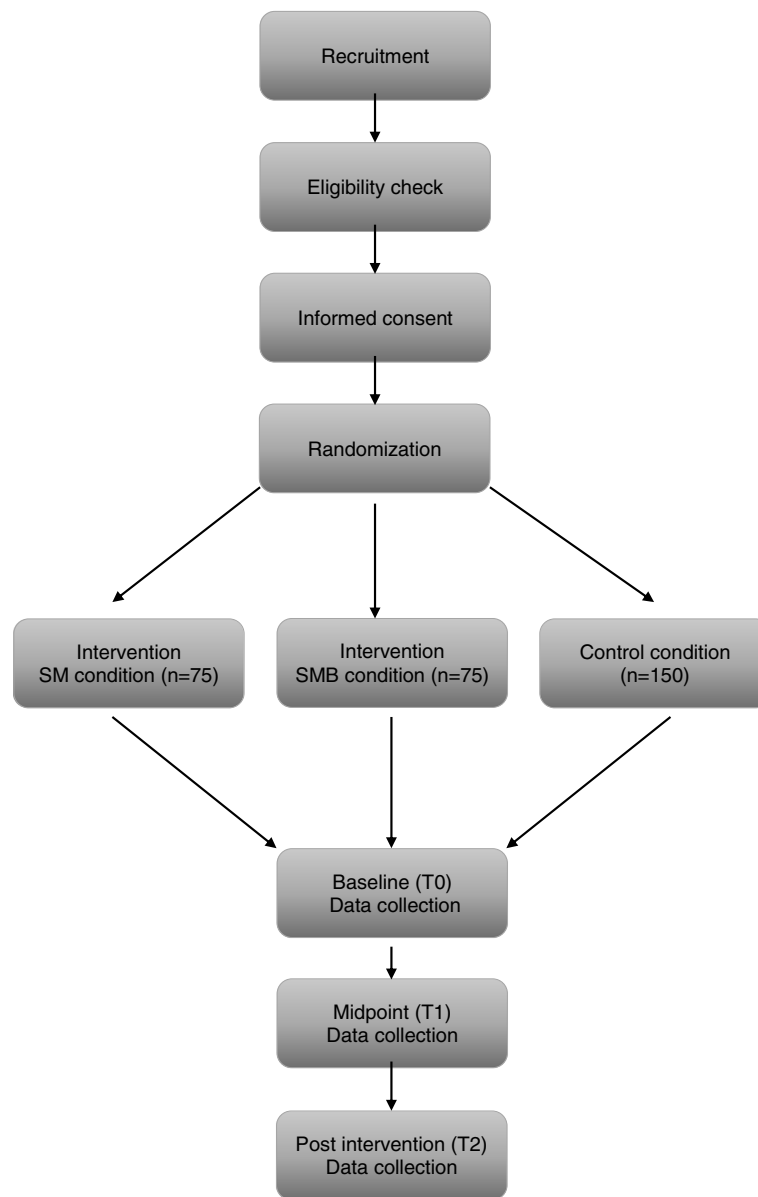 Recruitment
Eligibility check
Informed consent
Randomization
Intervention
SM condition (n=75)
Intervention
SMB condition (n=75)
Control condition
(n=150)
Baseline (T0)
Data collection
Midpoint (T1)
Data collection
Post intervention (T2)
Data collection